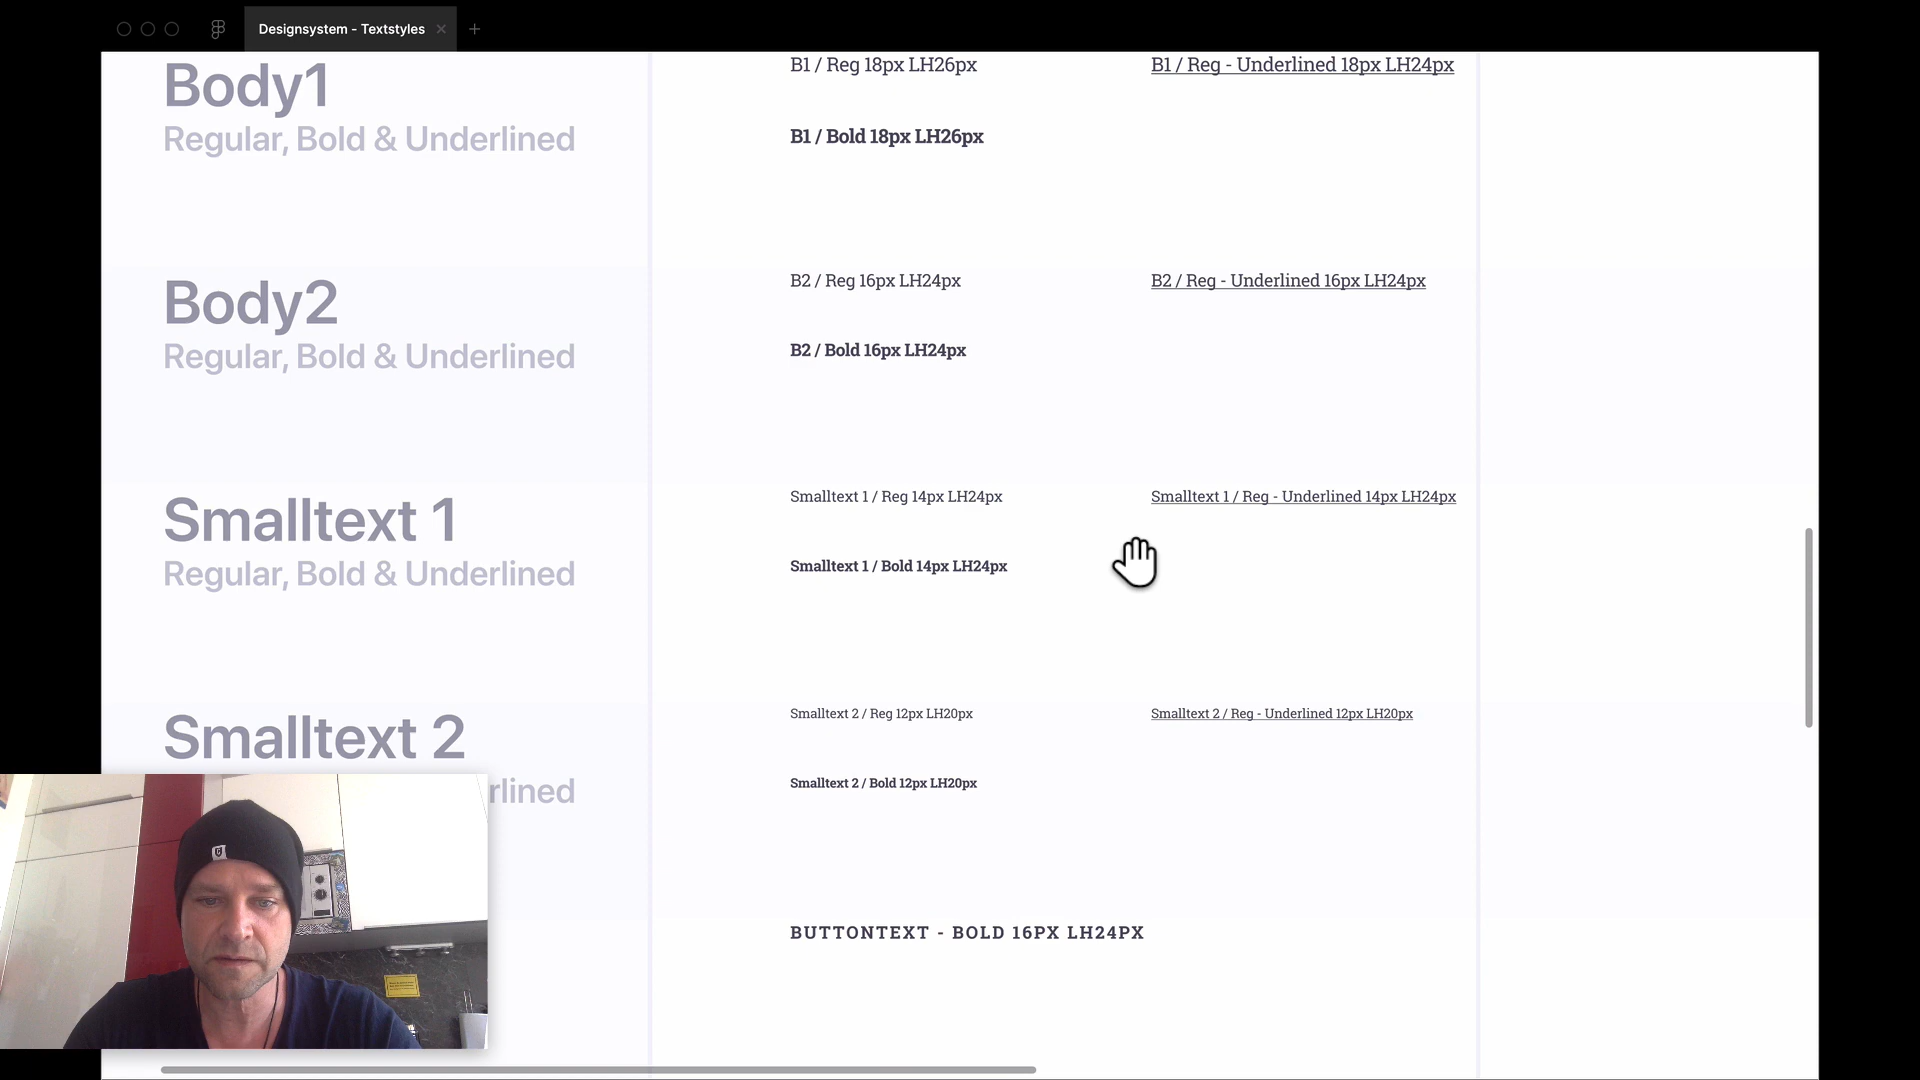 Designsystem - Textstyles
Body1
Regular, Bold & Underlined
B1 / Reg 18px LH26px
B1 / Reg - Underlined 18px LH24px
B1 / Bold 18px LH26px
Body2
Regular, Bold & Underlined
B2 / Reg 16px LH24px
B2 / Reg - Underlined 16px LH24px
B2 / Bold 16px LH24px
Smalltext 1
Regular, Bold & Underlined
Smalltext 1 / Reg 14px LH24px
Smalltext 1 / Reg - Underlined 14px LH24px
Smalltext 1 / Bold 14px LH24px
Smalltext 2
rlined
Smalltext 2 / Reg 12px LH20px
Smalltext 2 / Reg - Underlined 12px LH20px
Smalltext 2 / Bold 12px LH20px
BUTTONTEXT - BOLD 16PX LH24PX